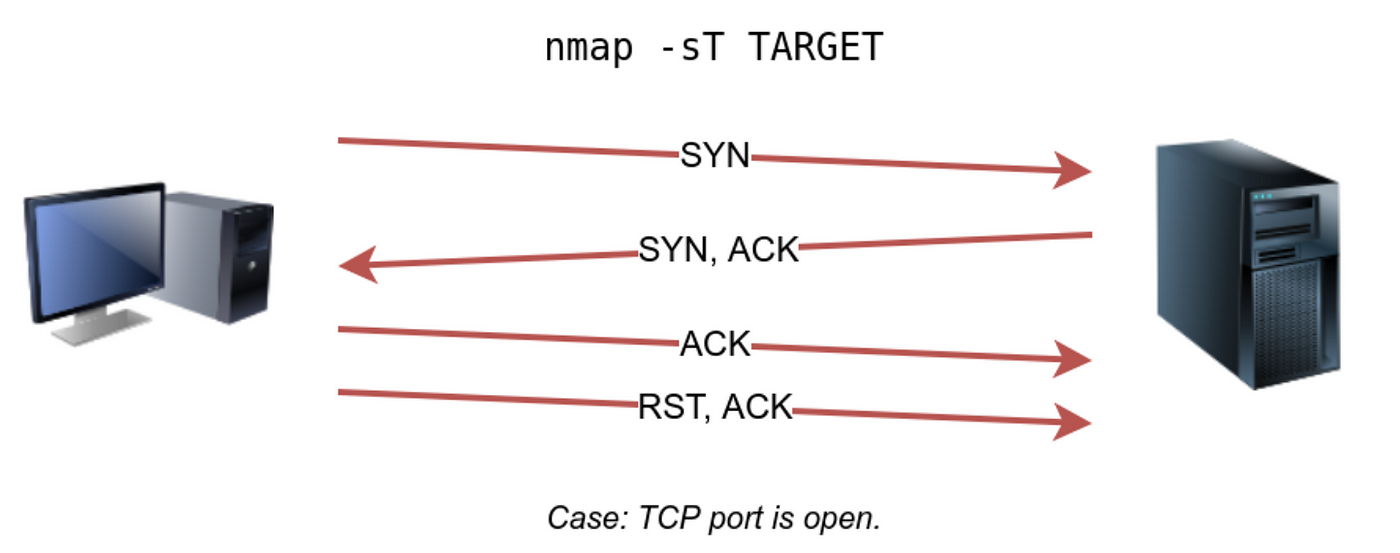 nmap -sT TARGET
SYN
SYN, ACK
ACK
RST, ACK
Case: TCP port is open.